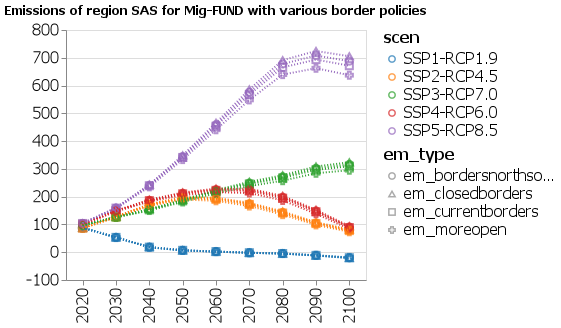 Emissions of region SAS for Mig-FUND with various border policies
800
700
600
500
400
300
200
100
0
-100
2020
2030
2040
2050
2060
2070
2080
2090
2100
scen
SSP1-RCP1.9
SSP2-RCP4.5
SSP3-RCP7.0
SSP4-RCP6.0
SSP5-RCP8.5
em_type
em_bordersnorthso...
em_closedborders
em_currentborders
em_moreopen